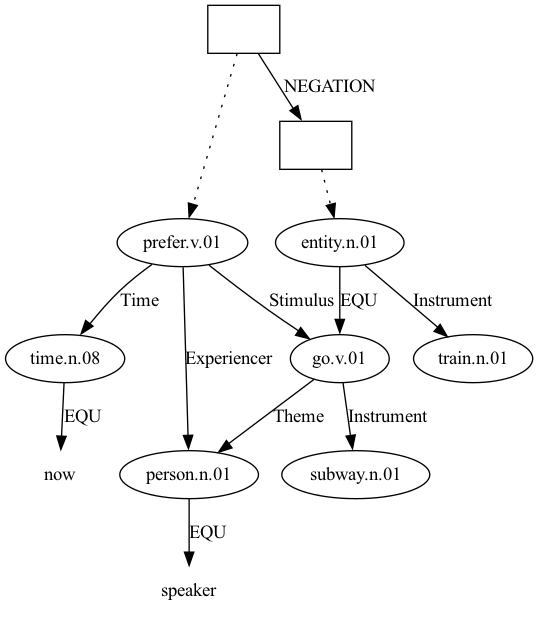 NEGATION
prefer.v.01 entity.n.01
Time Stimulus EQU Instrument
time.n.08 Experiencer go.v.01 train.n.01
EQU Theme Instrument
now person.n.01 subway.n.01
EQU
speaker